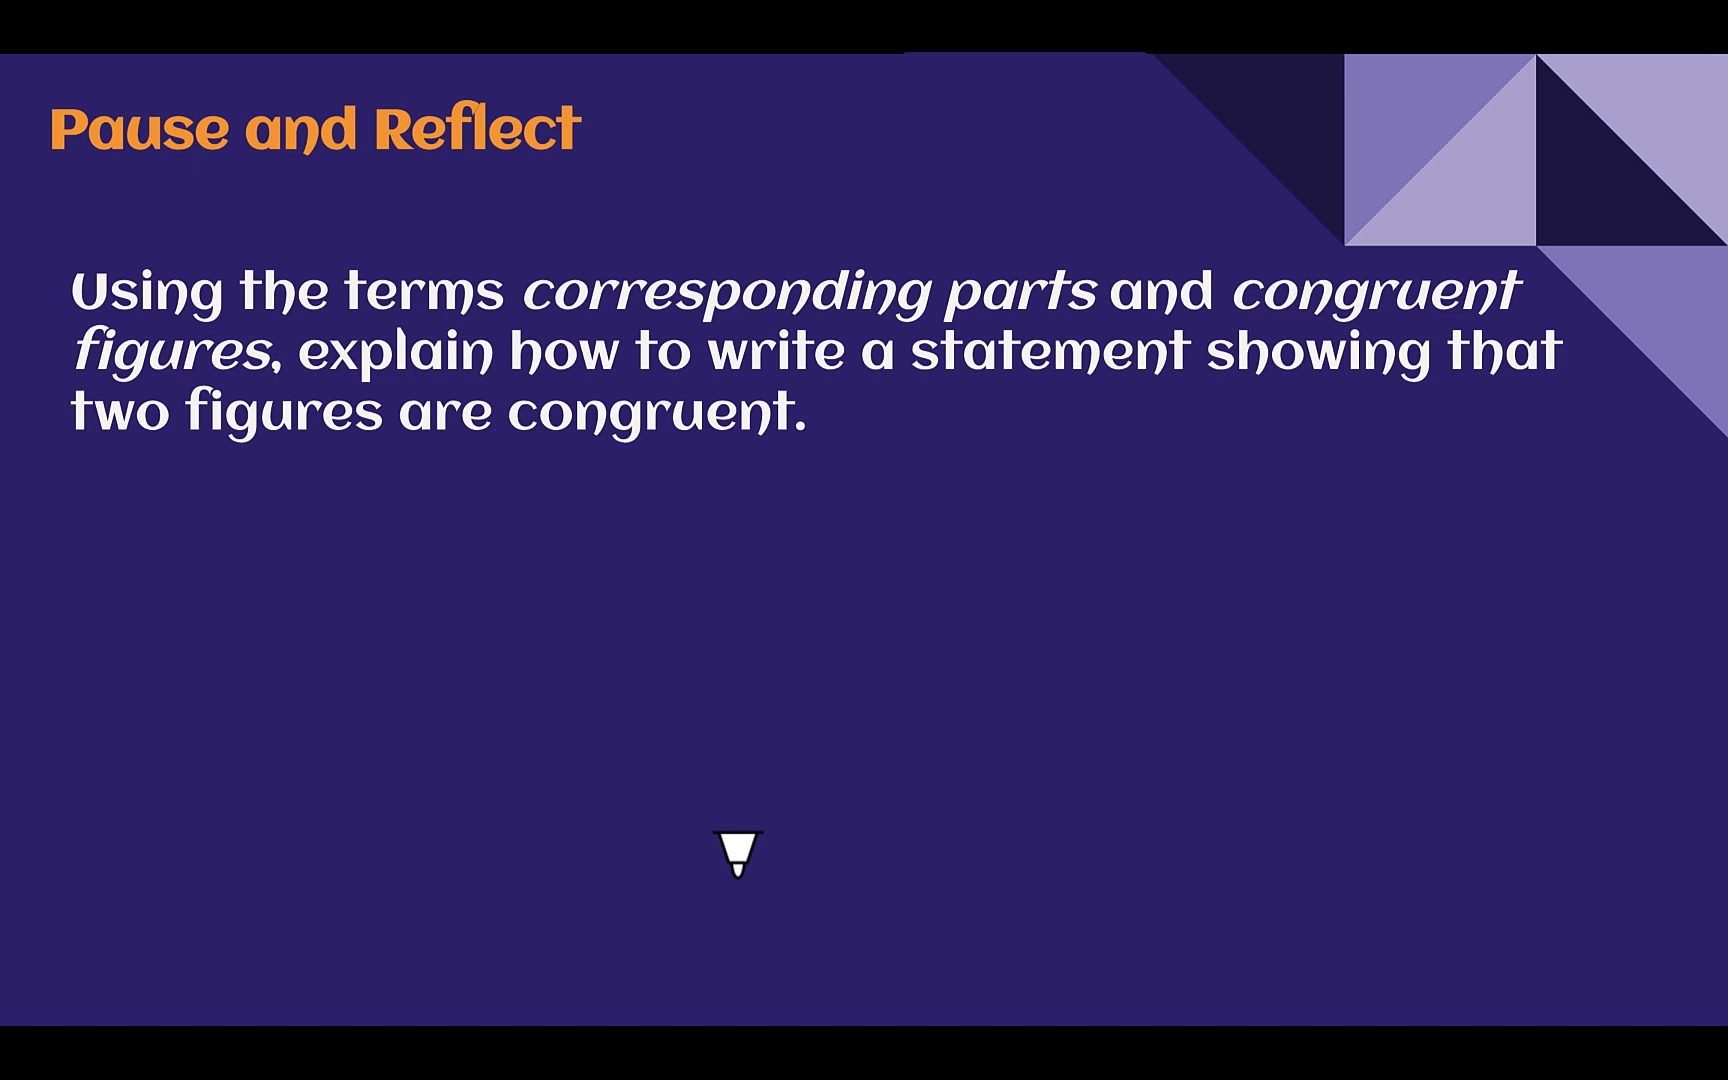 Pause and Reflect
Using the terms corresponding parts and congruent
figures, explain how to write a statement showing that
two figures are congruent.